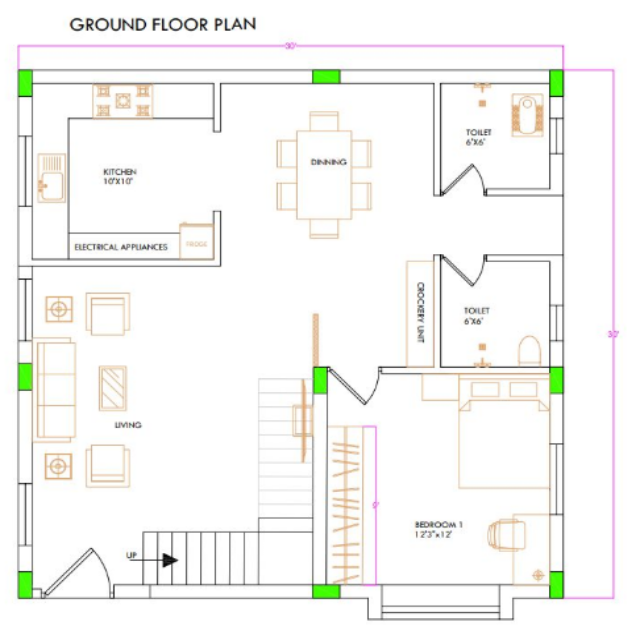 GROUND FLOOR PLAN
30'
TOILET
6'X6'
DINNING
KITCHEN
10'X10'
ELECTRICAL APPLIANCES
FRIDGE
CROCKERY UNIT
TOILET
6'X6'
30'
LIVING
BEDROOM 1
12'3"x12'
UP